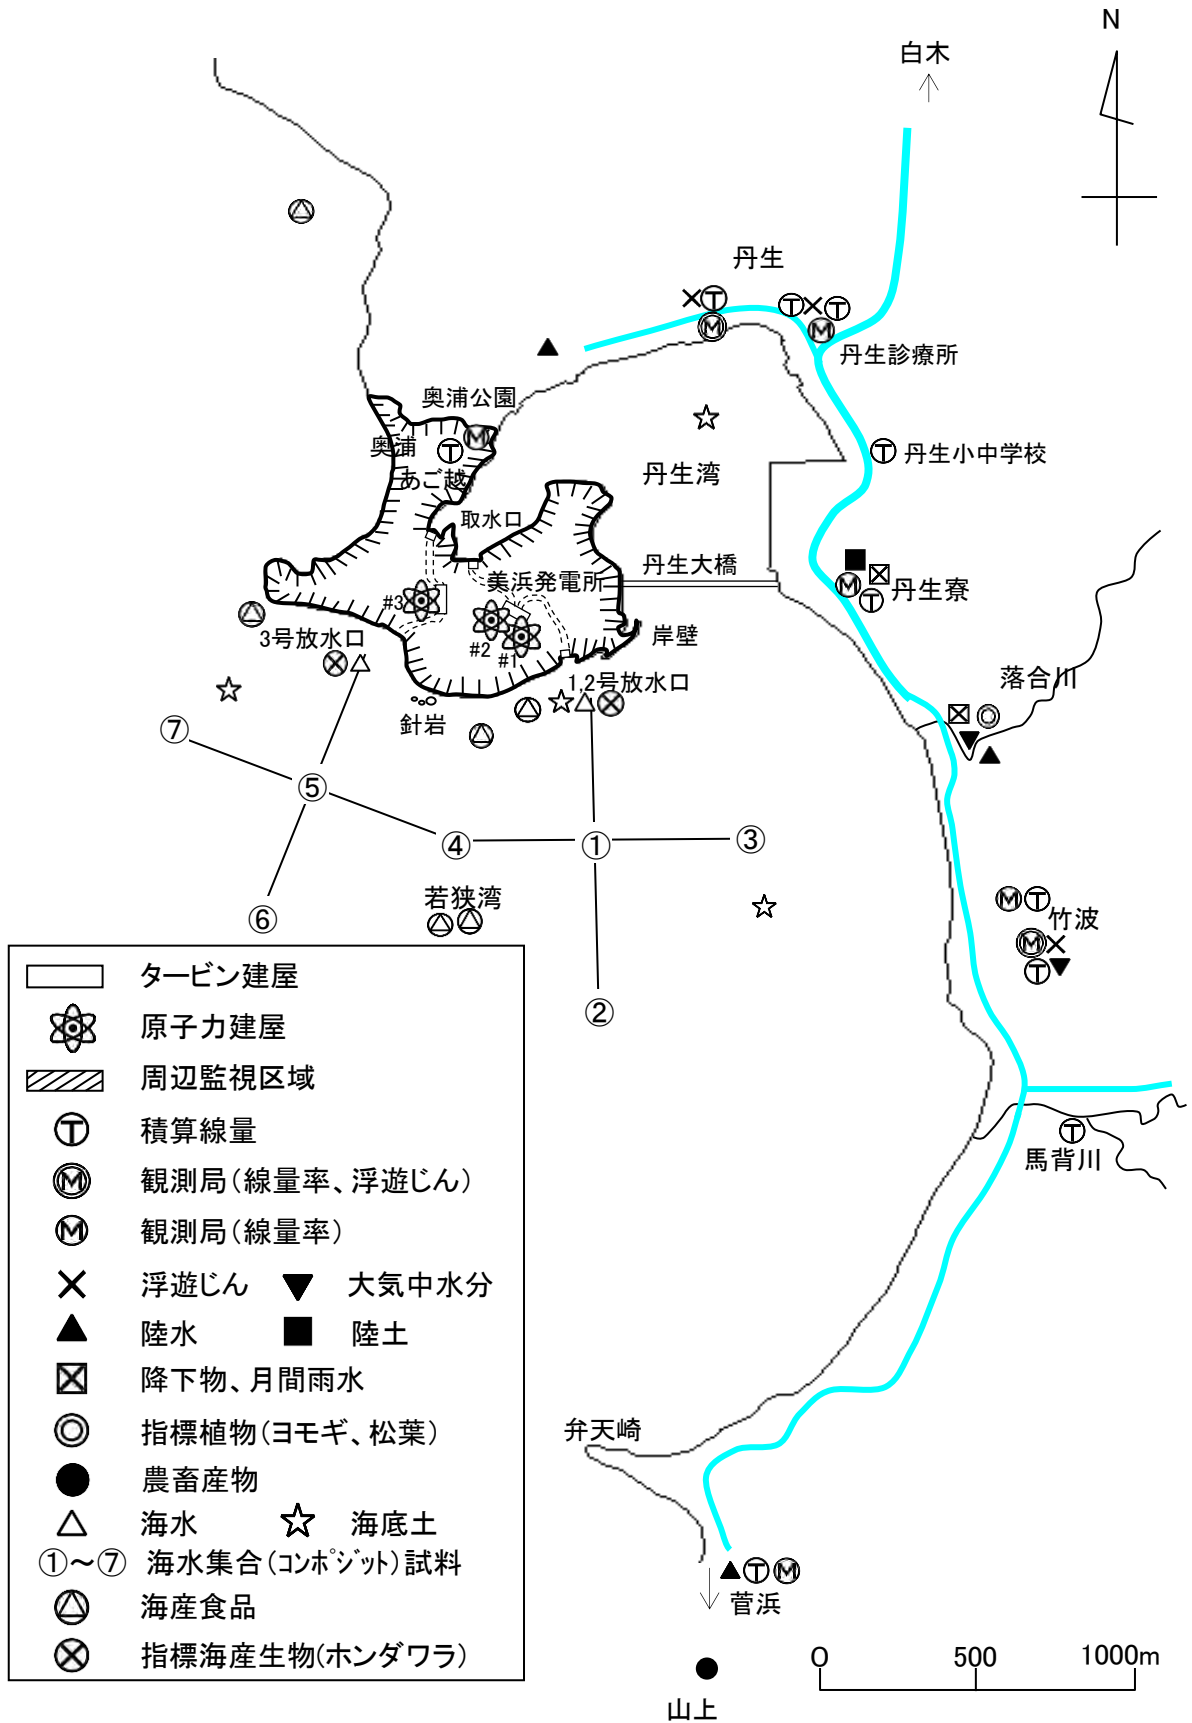 N
白木
丹生
丹生診療所
奥浦公園
奥浦
あご越
丹生小中学校
丹生湾
取水口
丹生大橋
美浜発電所
丹生寮
#3
#2
#1
3号放水口
岸壁
1,2号放水口
落合川
針岩
⑦
⑤
④
①
③
⑥
若狭湾
竹波
②
タービン建屋
原子力建屋
周辺監視区域
馬背川
T 積算線量
M 観測局(線量率、浮遊じん)
M 観測局(線量率)
浮遊じん 大気中水分
陸水 陸土
降下物、月間雨水
指標植物(ヨモギ、松葉)
農畜産物
海水 海底土
①～⑦ 海水集合(コンポジット)試料
海産食品
指標海産生物(ホンダワラ)
弁天崎
菅浜
山上
0 500 1000m